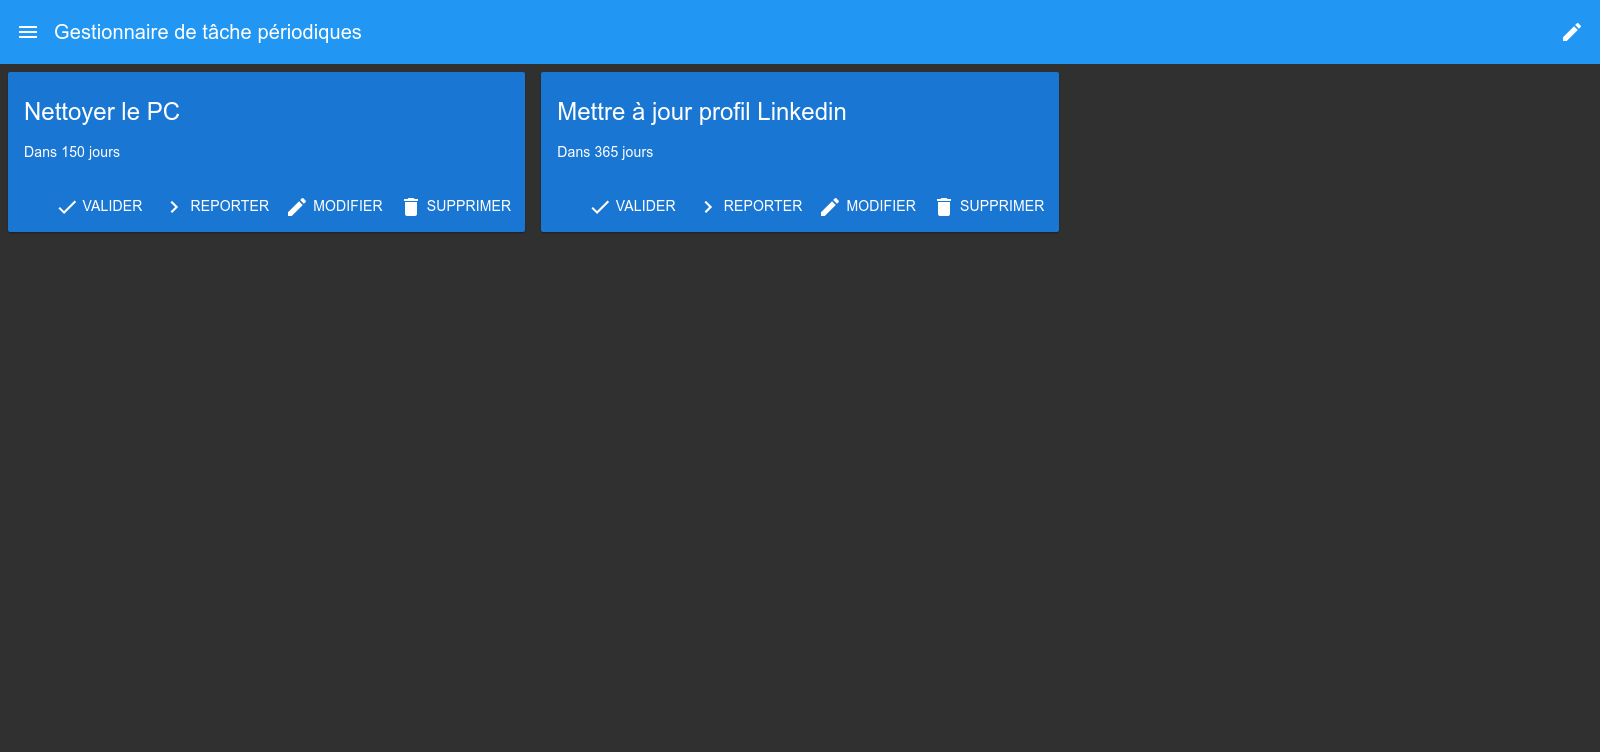 Gestionnaire de tâche périodiques
Nettoyer le PC
Dans 150 jours
VALIDER REPORTER MODIFIER SUPPRIMER
Mettre à jour profil Linkedin
Dans 365 jours
VALIDER REPORTER MODIFIER SUPPRIMER